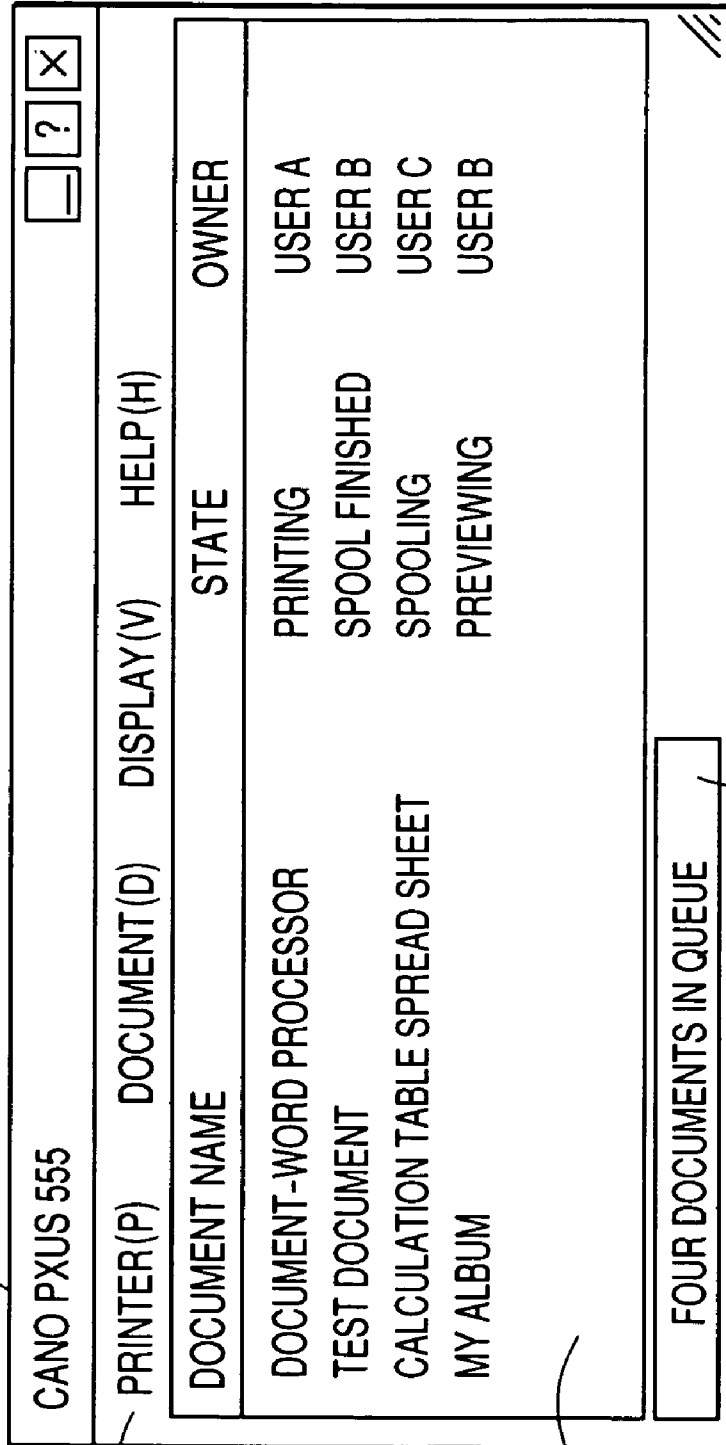 CANO PXUS 555 _ ? X
PRINTER(P) DOCUMENT(D) DISPLAY(V) HELP(H)
DOCUMENT NAME STATE OWNER
DOCUMENT-WORD PROCESSOR PRINTING USER A
TEST DOCUMENT SPOOL FINISHED USER B
CALCULATION TABLE SPREAD SHEET SPOOLING USER C
MY ALBUM PREVIEWING USER B
FOUR DOCUMENTS IN QUEUE